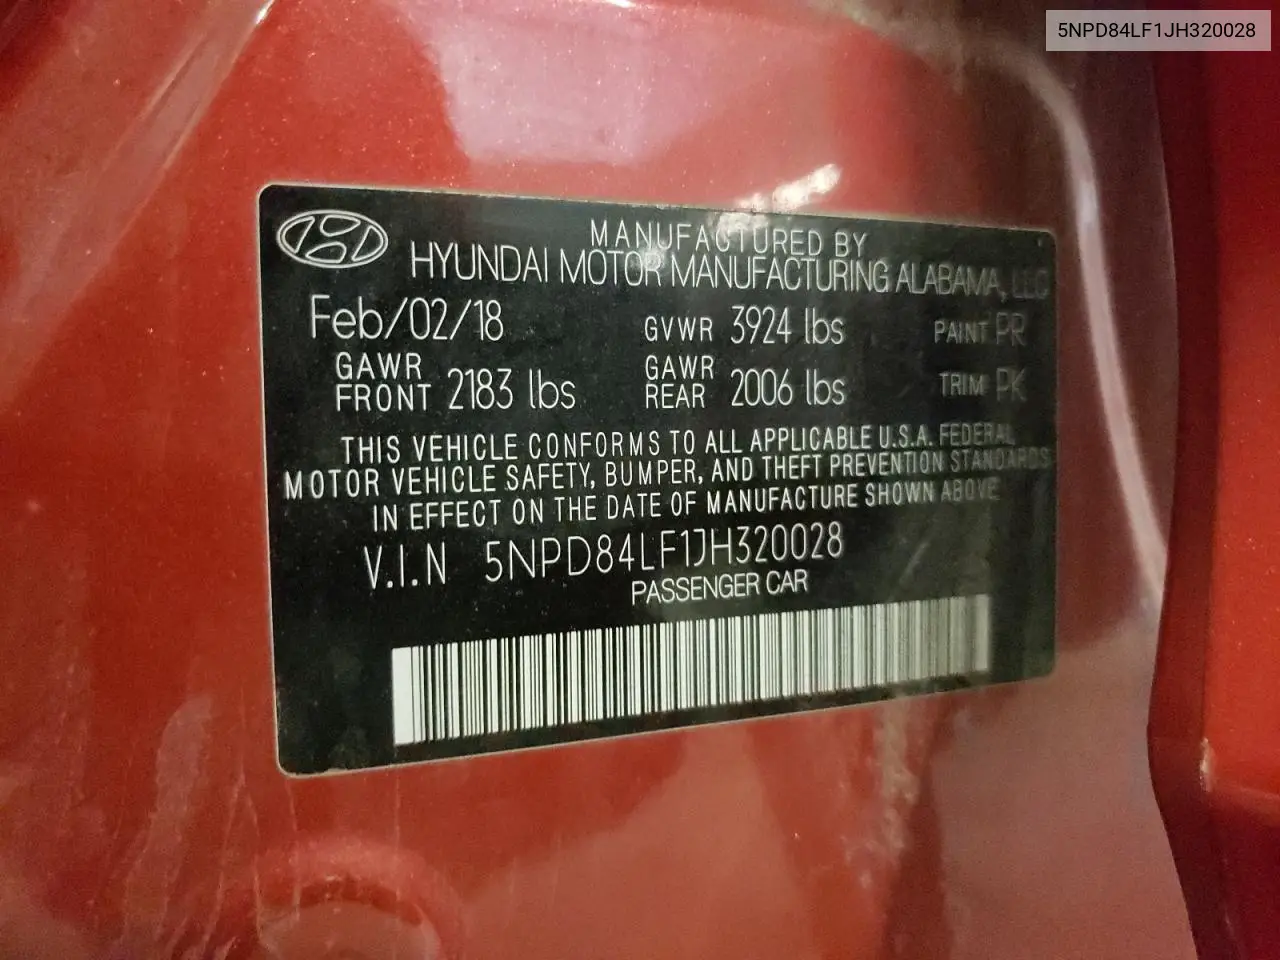 5NPD84LF1JH320028
MANUFACTURED BY
HYUNDAI MOTOR MANUFACTURING ALABAMA, LLC
Feb/02/18 GVWR 3924 lbs PAINT PR
GAWR FRONT 2183 lbs GAWR REAR 2006 lbs TRIM PK
THIS VEHICLE CONFORMS TO ALL APPLICABLE U.S.A. FEDERAL
MOTOR VEHICLE SAFETY, BUMPER, AND THEFT PREVENTION STANDARDS
IN EFFECT ON THE DATE OF MANUFACTURE SHOWN ABOVE
V.I.N 5NPD84LF1JH320028
PASSENGER CAR